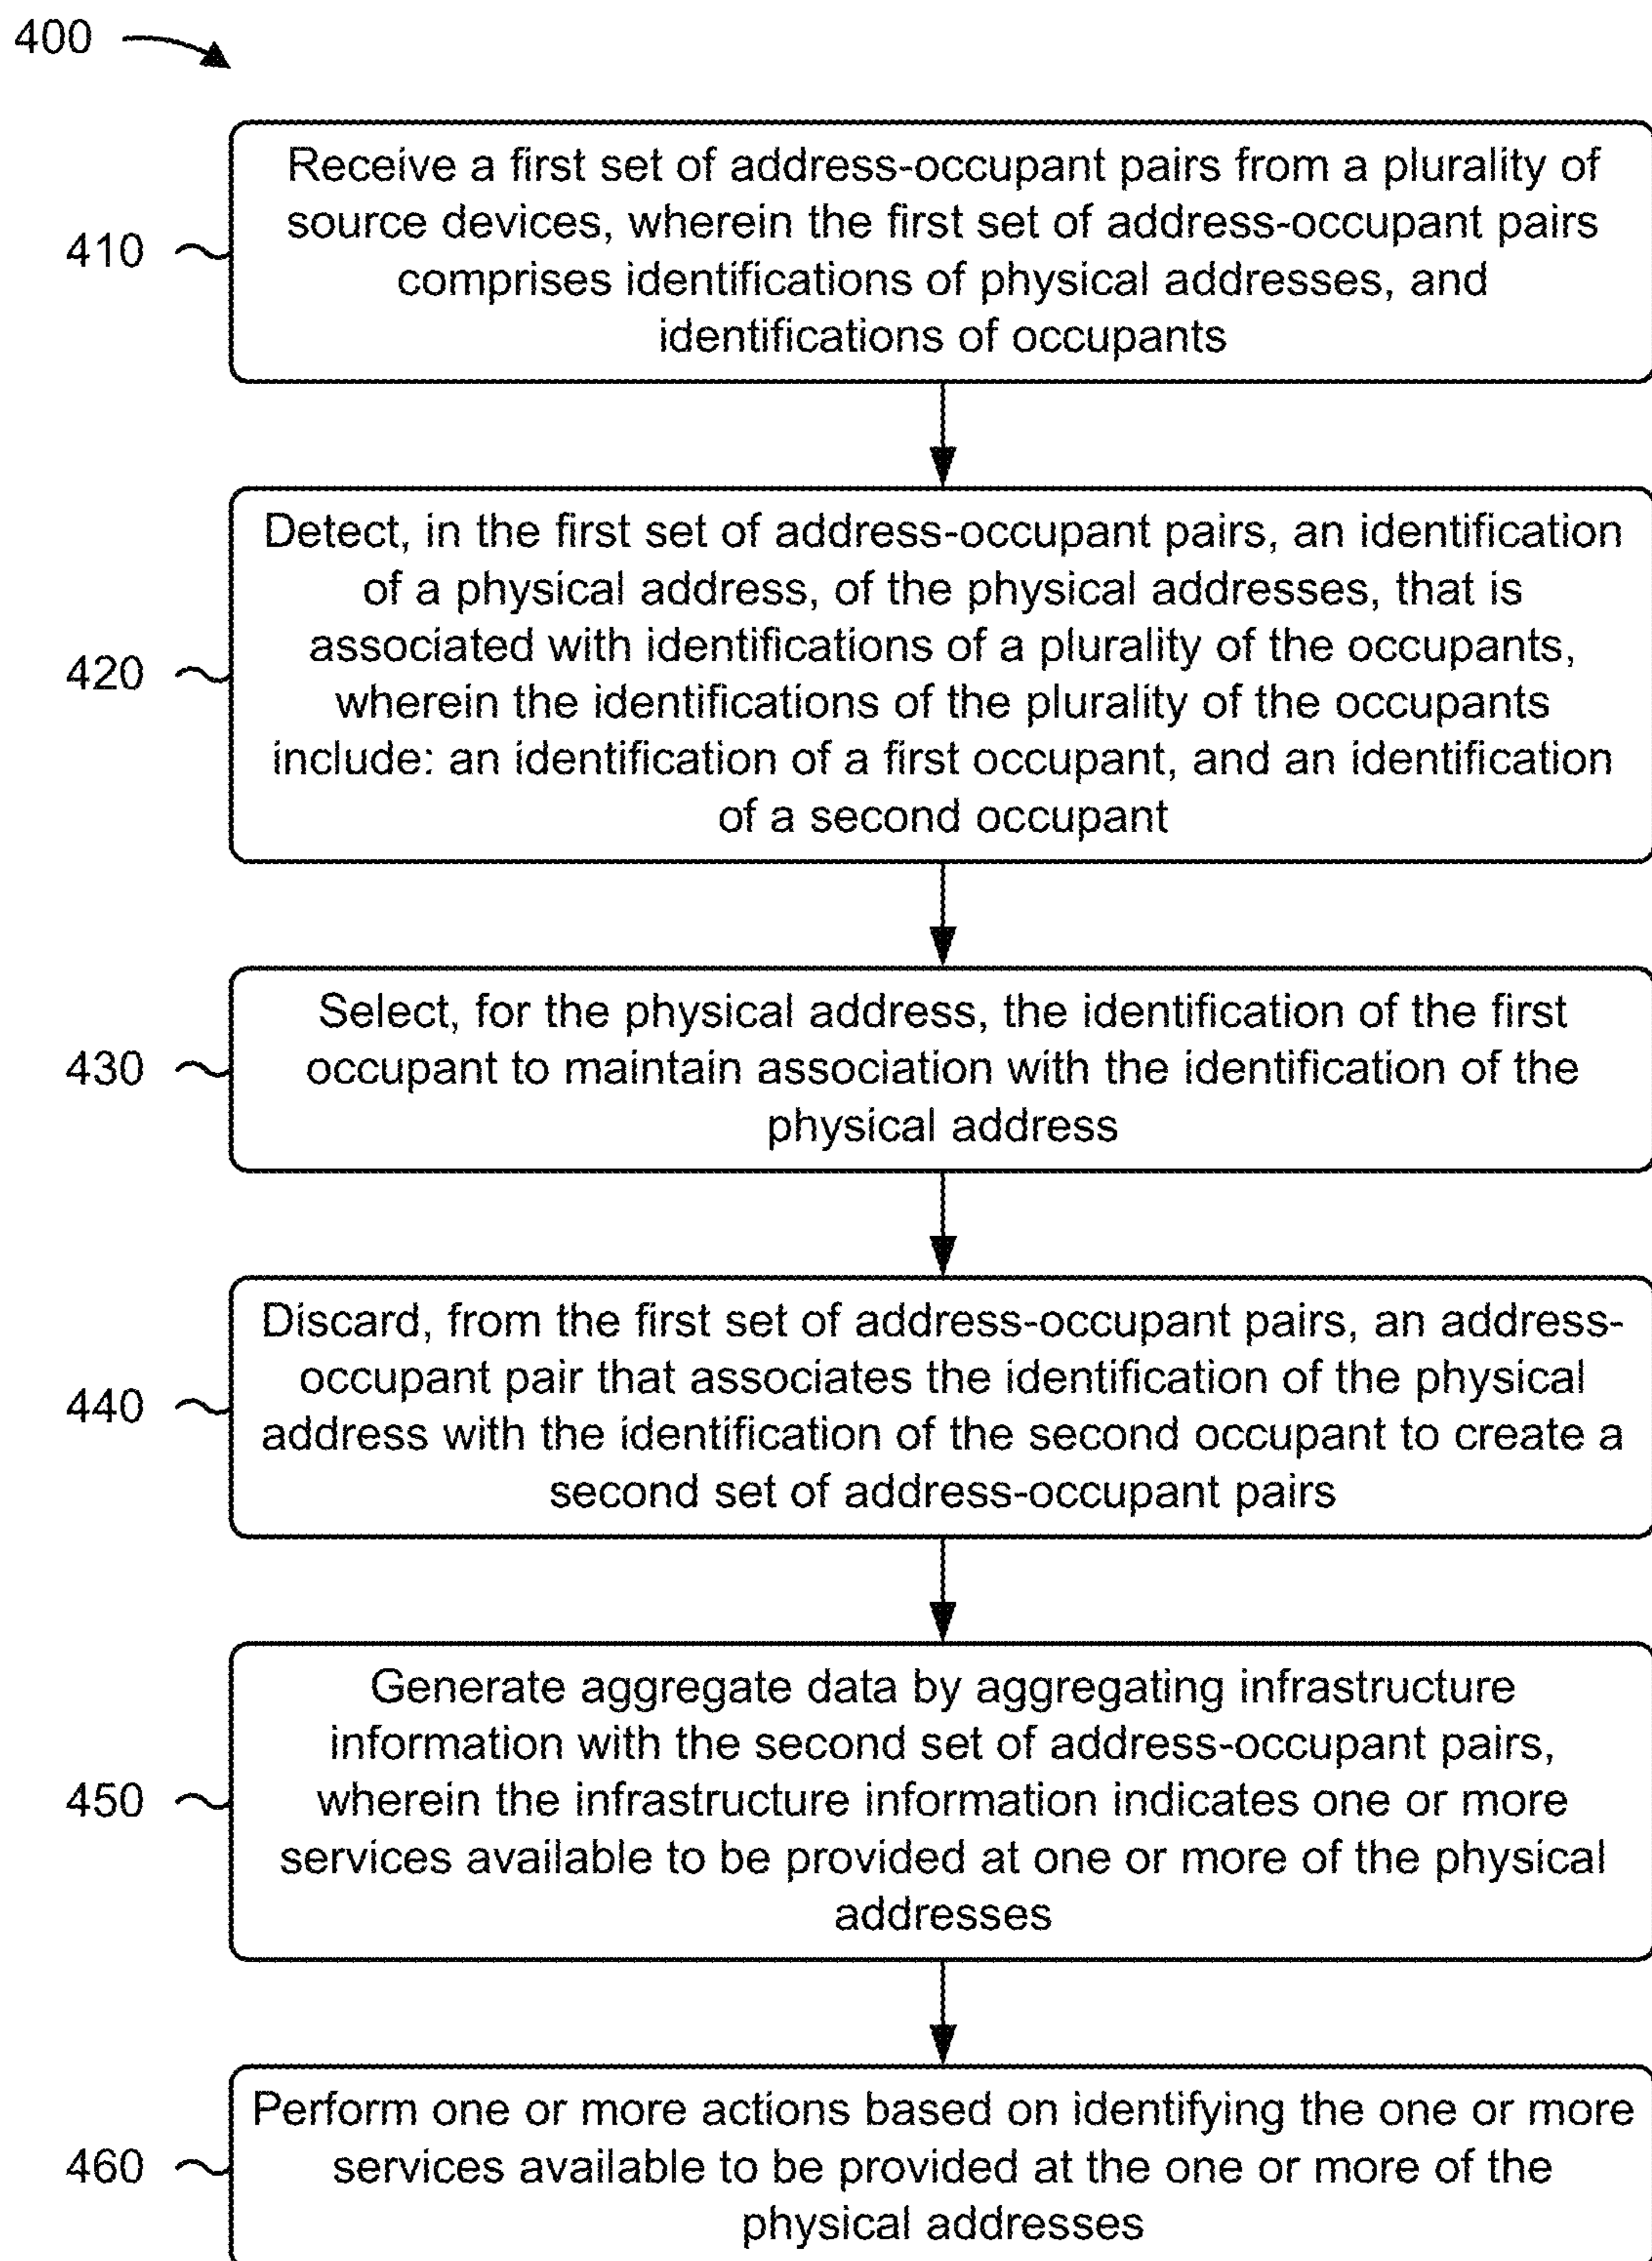 400
Receive a first set of address-occupant pairs from a plurality of
source devices, wherein the first set of address-occupant pairs
comprises identifications of physical addresses, and
identifications of occupants
410
Detect, in the first set of address-occupant pairs, an identification
of a physical address, of the physical addresses, that is
associated with identifications of a plurality of the occupants,
wherein the identifications of the plurality of the occupants
include: an identification of a first occupant, and an identification
of a second occupant
420
Select, for the physical address, the identification of the first
occupant to maintain association with the identification of the
physical address
430
Discard, from the first set of address-occupant pairs, an address-
occupant pair that associates the identification of the physical
address with the identification of the second occupant to create a
second set of address-occupant pairs
440
Generate aggregate data by aggregating infrastructure
information with the second set of address-occupant pairs,
wherein the infrastructure information indicates one or more
services available to be provided at one or more of the physical
addresses
450
Perform one or more actions based on identifying the one or more
services available to be provided at the one or more of the
physical addresses
460